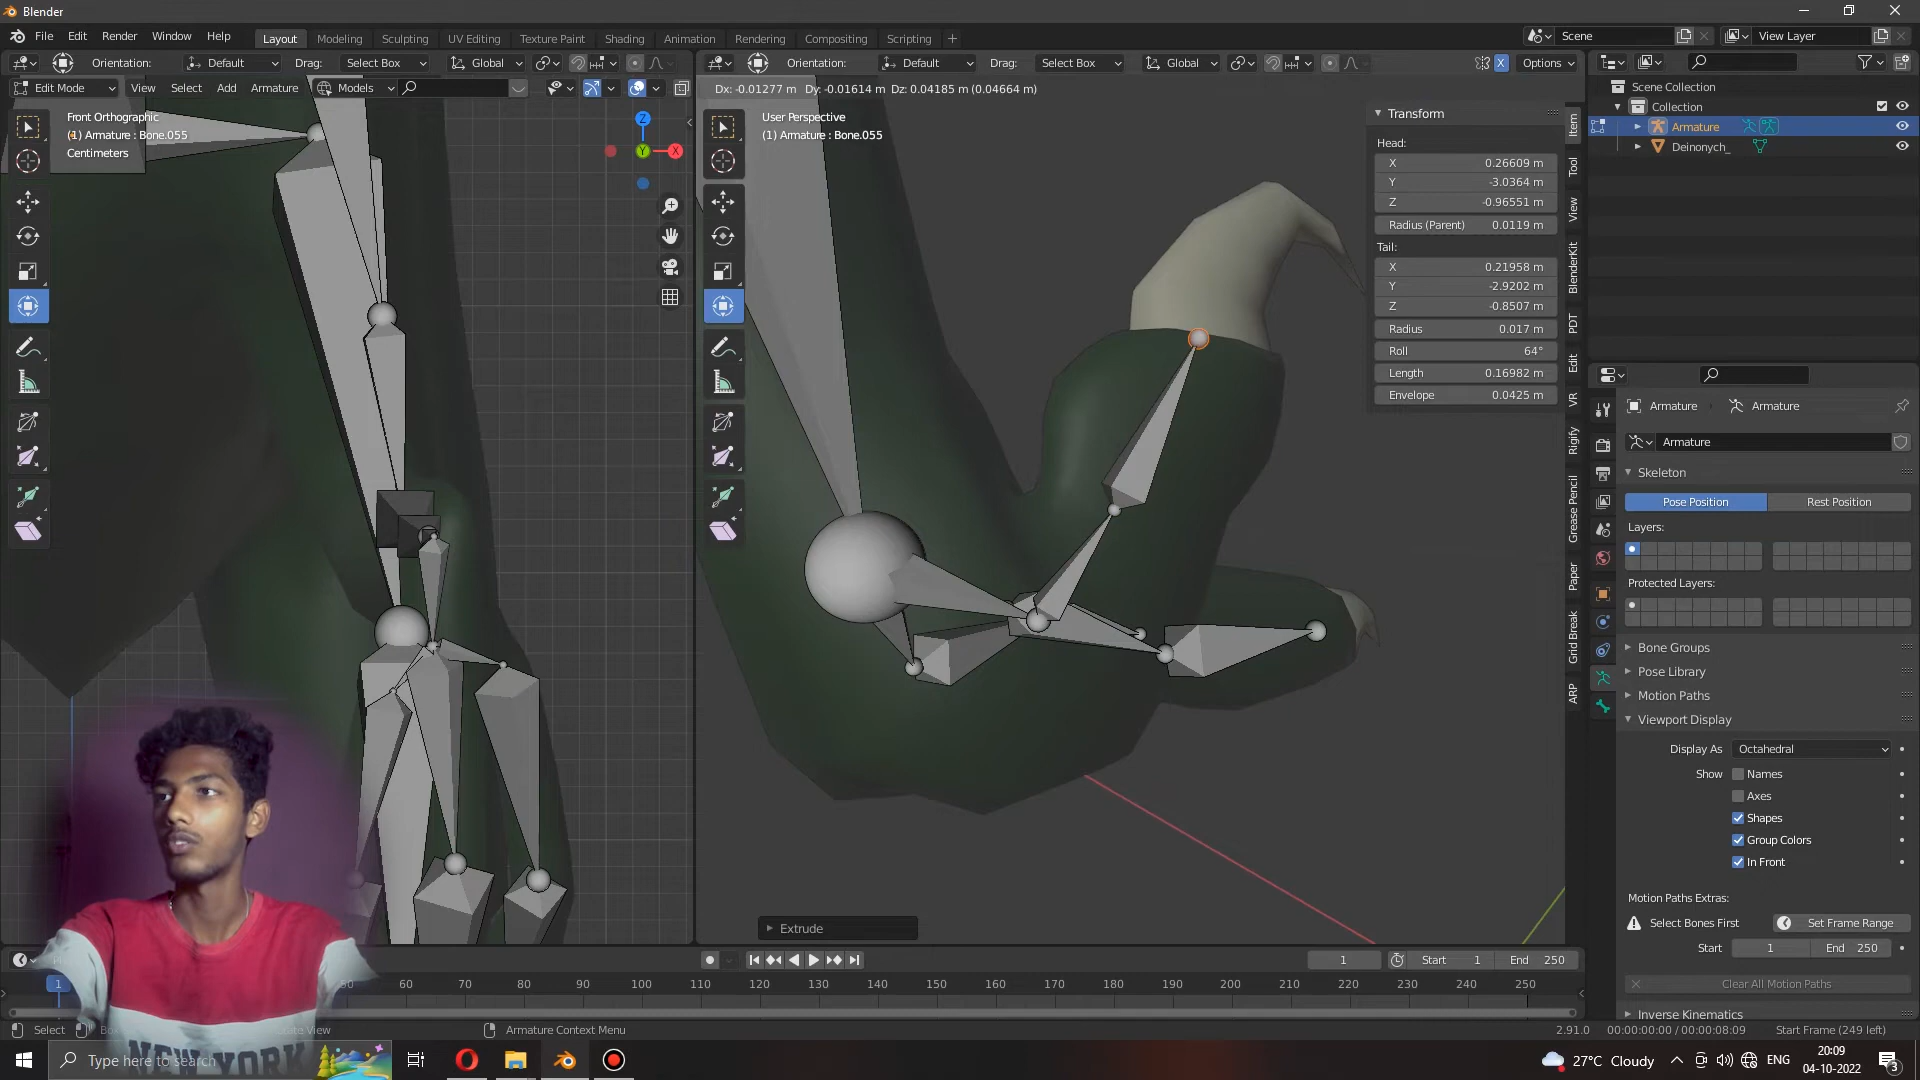 Blender
File Edit Render Window Help
Layout Modeling Sculpting UV Editing Texture Paint Shading Animation Rendering Compositing Scripting +
Scene
View Layer
Orientation: Default Drag: Select Box Global
Orientation: Default Drag: Select Box Global Options
Edit Mode View Select Add Armature Models
Dx: -0.01277 m Dy: -0.01614 m Dz: 0.04185 m (0.04664 m)
Front Orthographic
(1) Armature : Bone.055
Centimeters
Z
Y
X
User Perspective
(1) Armature : Bone.055
Transform
Head:
X 0.26609 m
Y -3.0364 m
Z -0.96551 m
Radius (Parent) 0.0119 m
Tail:
X 0.21958 m
Y -2.9202 m
Z -0.8507 m
Radius 0.017 m
Roll 64°
Length 0.16982 m
Envelope 0.0425 m
Item
Tool
View
BlenderKit
PDT
Edit
VR
Rigify
Grease Pencil
Paper
Grid Break
ARP
Scene Collection
Collection
Armature
Deinonych_
Armature Armature
Armature
Skeleton
Pose Position Rest Position
Layers:
Protected Layers:
Bone Groups
Pose Library
Motion Paths
Viewport Display
Display As Octahedral
Show Names
Axes
Shapes
Group Colors
In Front
Motion Paths Extras:
Select Bones First Set Frame Range
Start 1 End 250
Clear All Motion Paths
Inverse Kinematics
Extrude
1 Start 1 End 250
1 50 60 70 80 90 100 110 120 130 140 150 160 170 180 190 200 210 220 230 240 250
Select Armature Context Menu
2.91.0 00:00:00:00 / 00:00:08:09 Start Frame (249 left)
NEW YORK
Type here to search
27°C Cloudy ENG
20:09
04-10-2022
3